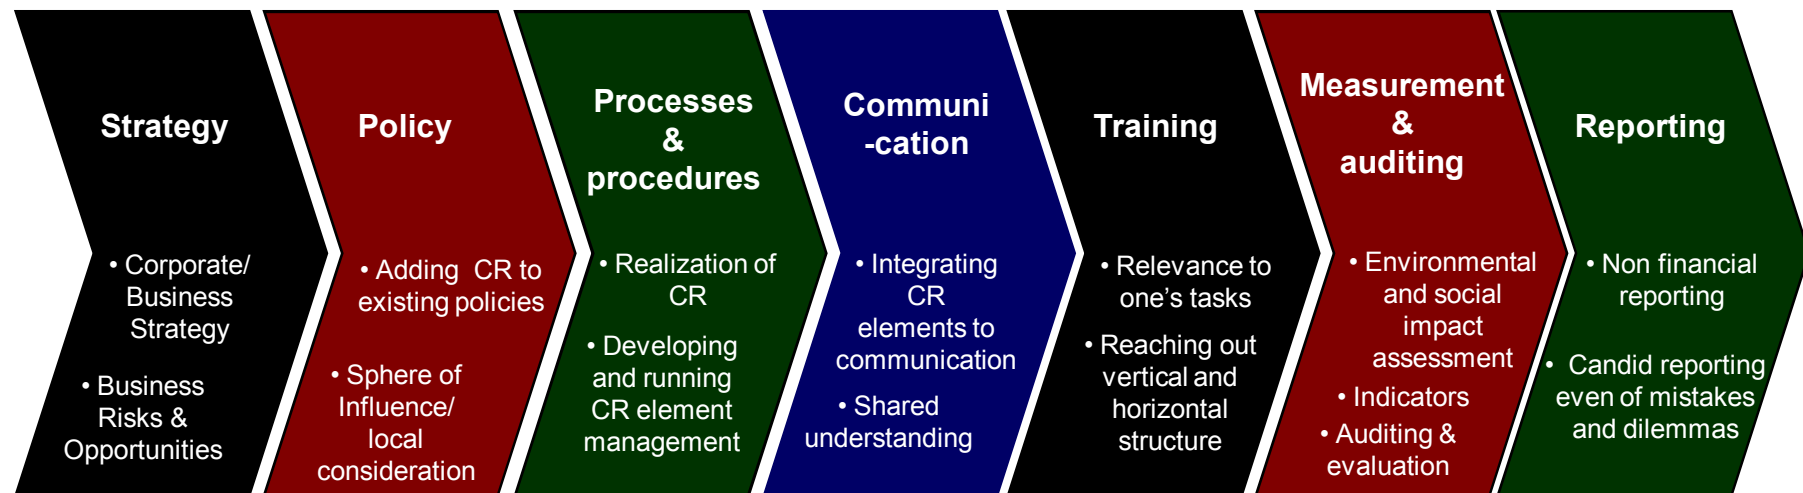 Strategy
• Corporate/
Business
Strategy
• Business
Risks &
Opportunities
Policy
• Adding CR to
existing policies
• Sphere of
Influence/
local
consideration
Processes
&
procedures
• Realization of
CR
• Developing
and running
CR element
management
Communi
-cation
• Integrating
CR
elements to
communication
• Shared
understanding
Training
• Relevance to
one’s tasks
• Reaching out
vertical and
horizontal
structure
Measurement
&
auditing
• Environmental
and social
impact
assessment
• Indicators
• Auditing &
evaluation
Reporting
• Non financial
reporting
• Candid reporting
even of mistakes
and dilemmas